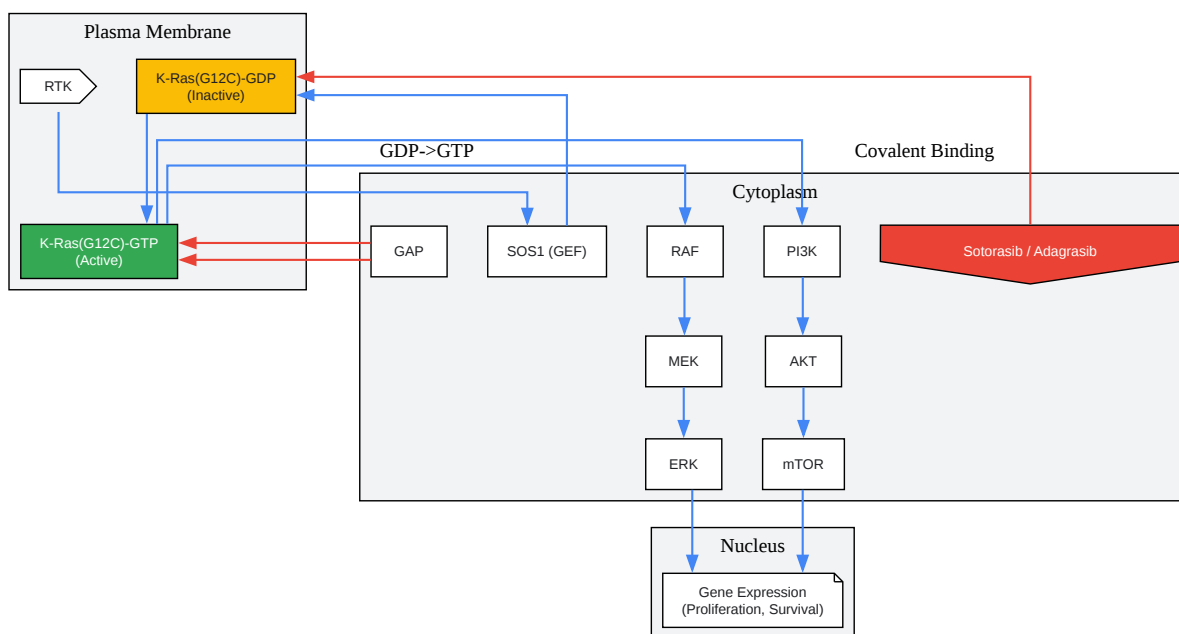 Plasma Membrane
RTK
K-Ras(G12C)-GDP
(Inactive)
GDP->GTP
Covalent Binding
Cytoplasm
K-Ras(G12C)-GTP
(Active)
GAP
SOS1 (GEF)
RAF
PI3K
Sotorasib / Adagrasib
MEK
AKT
ERK
mTOR
Nucleus
Gene Expression
(Proliferation, Survival)